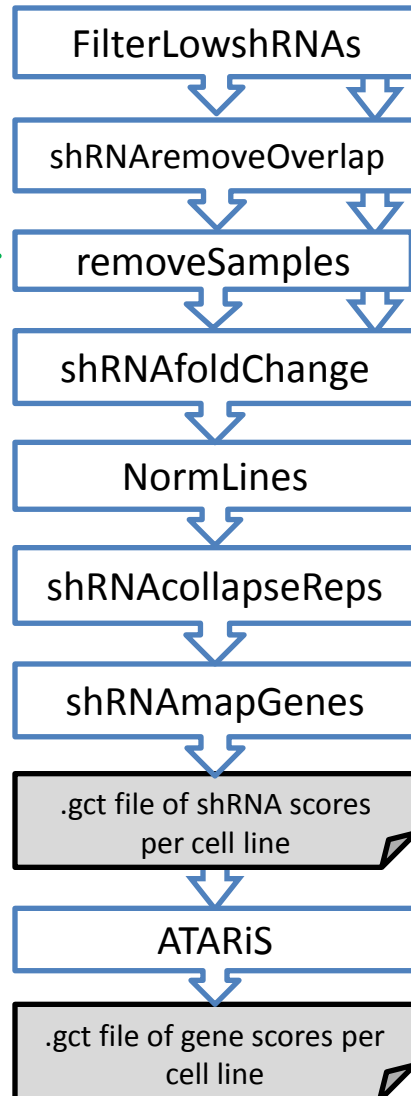 FilterLowshRNAs
shRNAremoveOverlap
removeSamples
shRNAfoldChange
NormLines
shRNAcollapseReps
shRNAmapGenes
.gct file of shRNA scores
per cell line
ATARiS
.gct file of gene scores per
cell line